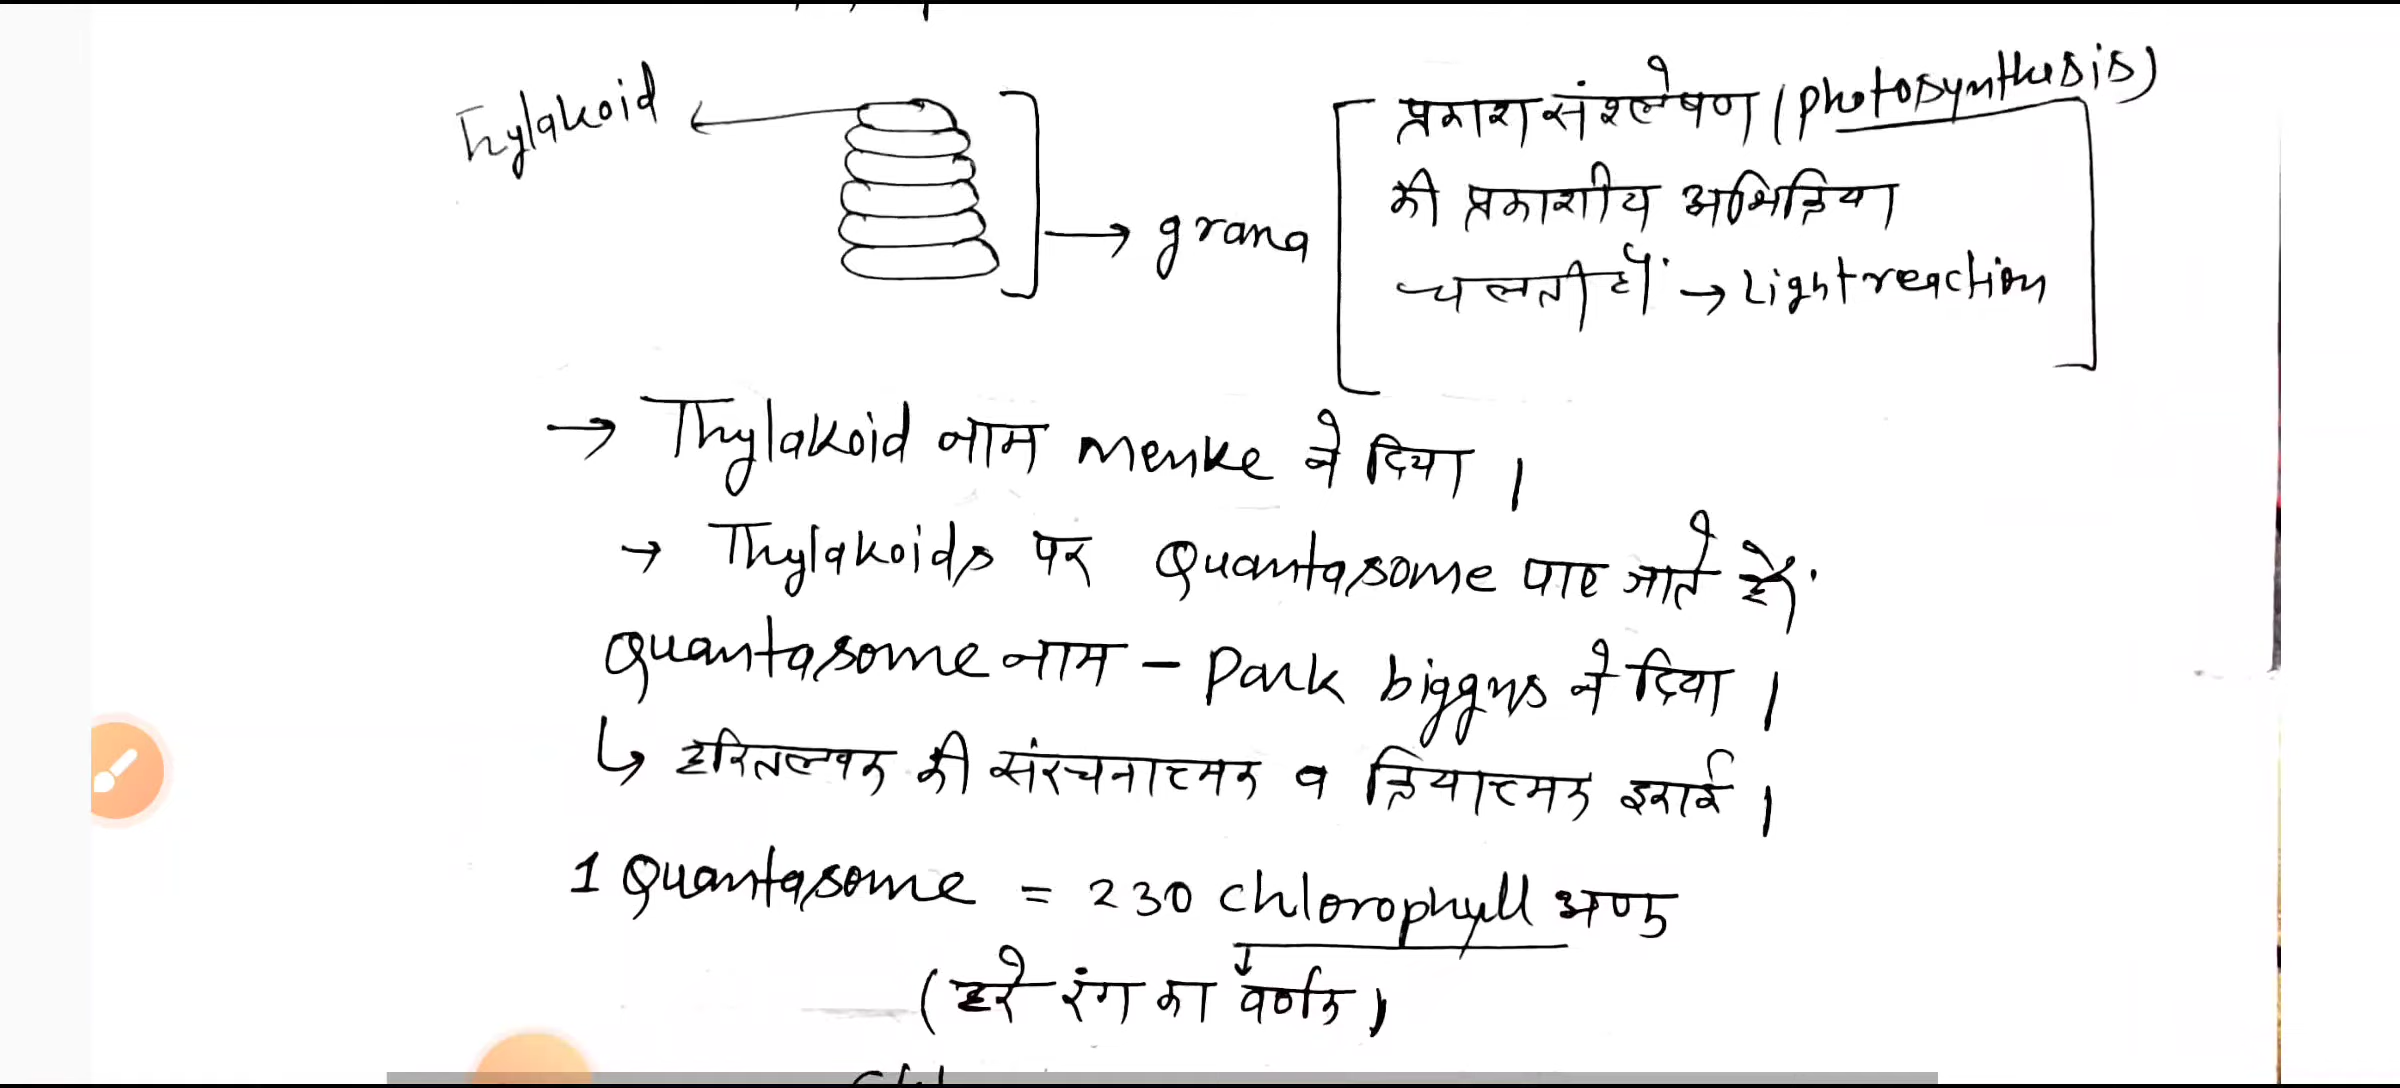 Thylakoid
grana
प्रकाश संश्लेषण (photosynthesis)
की प्रकाशीय अभिक्रिया
चलती हैं. → Light reaction
→ Thylakoid नाम menke ने दिया ।
→ Thylakoids पर Quantasome पाए जाते हैं.
Quantasome नाम - Park biggns ने दिया ।
↳ हरितलवक की संरचनात्मक व क्रियात्मक इकाई ।
1 Quantasome = 230 chlorophyll अणु
(हरे रंग का वर्णक)